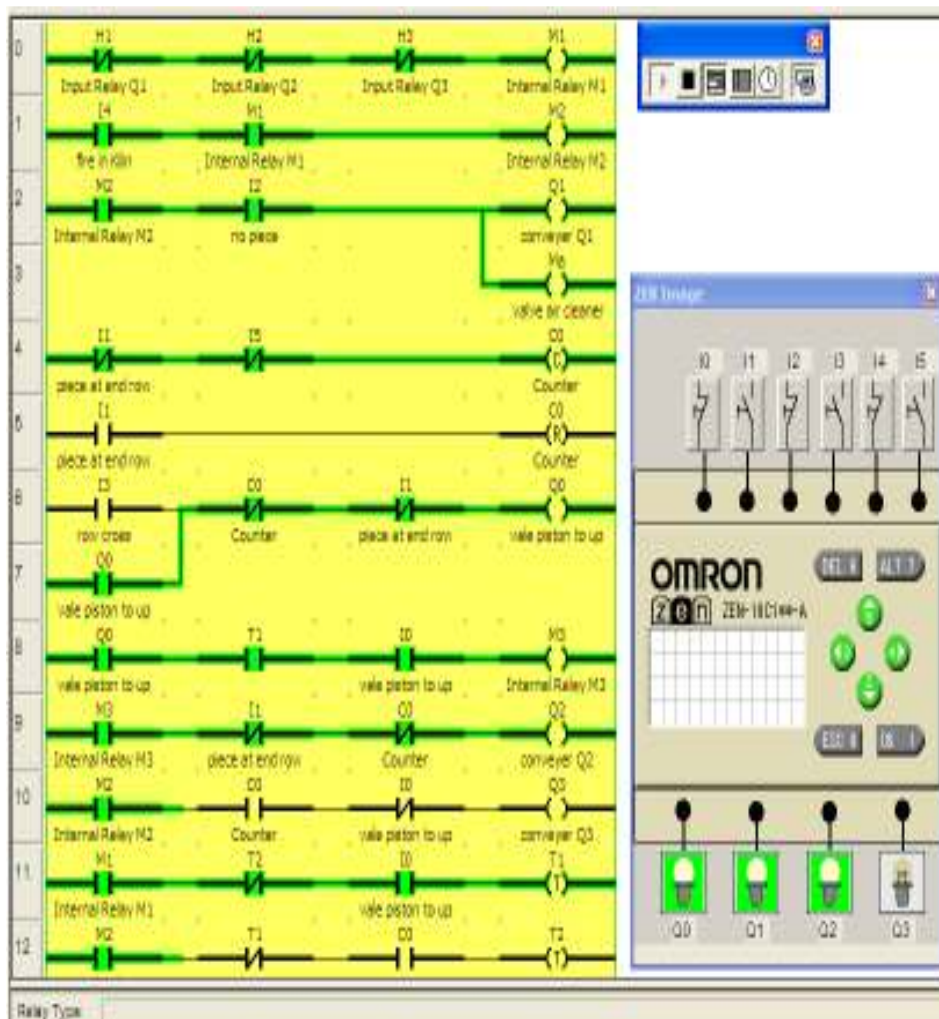 0
H1 H2 H3 M1
Input Relay Q1 Input Relay Q2 Input Relay Q3 Internal Relay M1
1
I4 M1 M2
fire in Internal Relay M1 Internal Relay M2
2
M2 I2 Q1
Internal Relay M2 no piece conveyer Q1
3
valve air cleaner
4
I1 I5 C0
piece at end row Counter
5
I1 C0
piece at end row Counter
6
I3 C0 I1 Q0
row cross Counter piece at end row vale piston to up
7
Q0
vale piston to up
8
Q0 T1 I0 M3
vale piston to up vale piston to up Internal Relay M3
9
M3 I1 C0 Q2
Internal Relay M3 piece at end row Counter conveyer Q2
10
M2 C0 I0 Q3
Internal Relay M2 Counter vale piston to up conveyer Q3
11
M1 T2 I0 T1
Internal Relay M1 vale piston to up
12
M2 T1 C0 T2
Relay Type
ZEN Image
I0 I1 I2 I3 I4 I5
OMRON
zen
DEL ALT
ESC OK
Q0 Q1 Q2 Q3